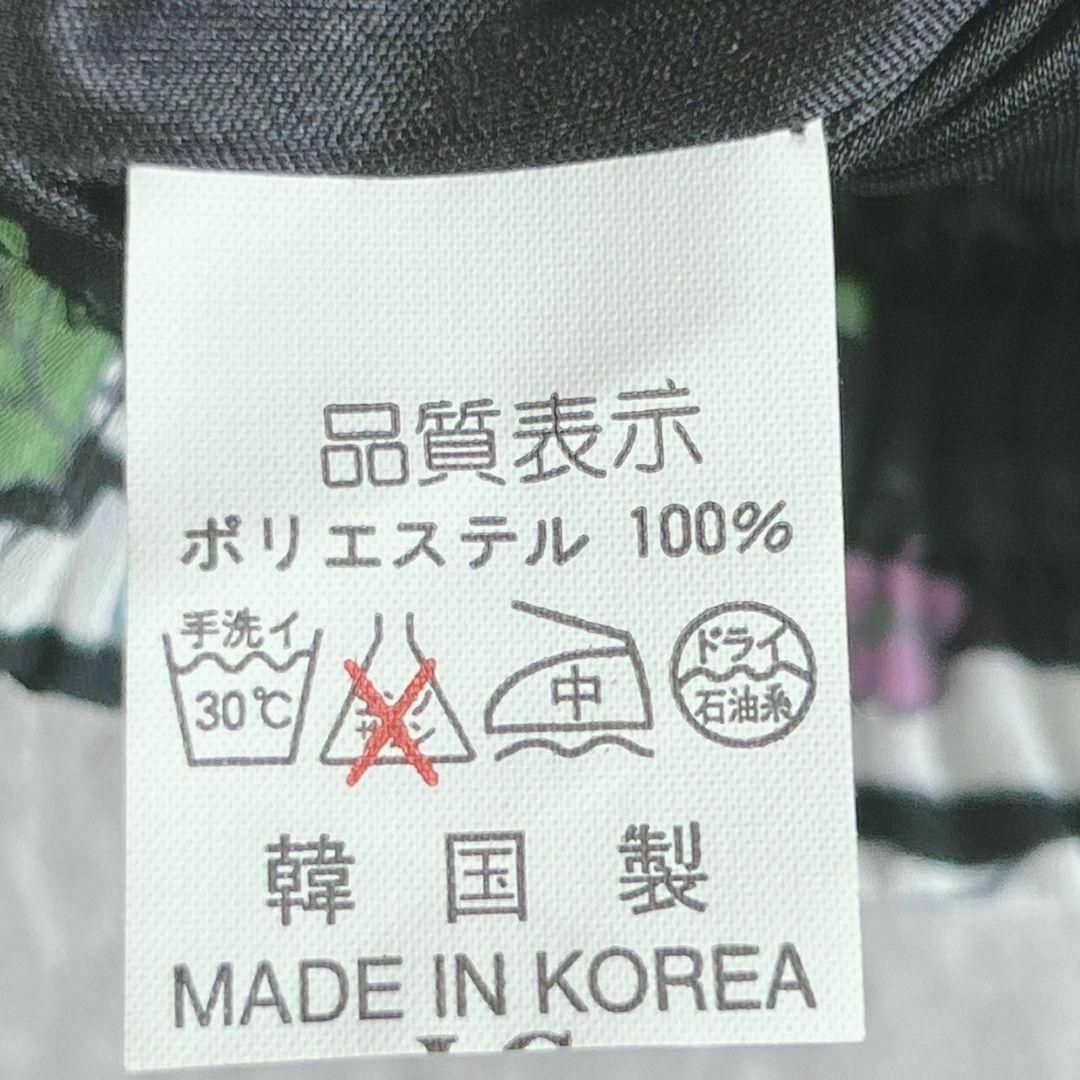 品質表示
ポリエステル 100%
手洗イ
30℃
中
ドライ
石油系
韓国製
MADE IN KOREA